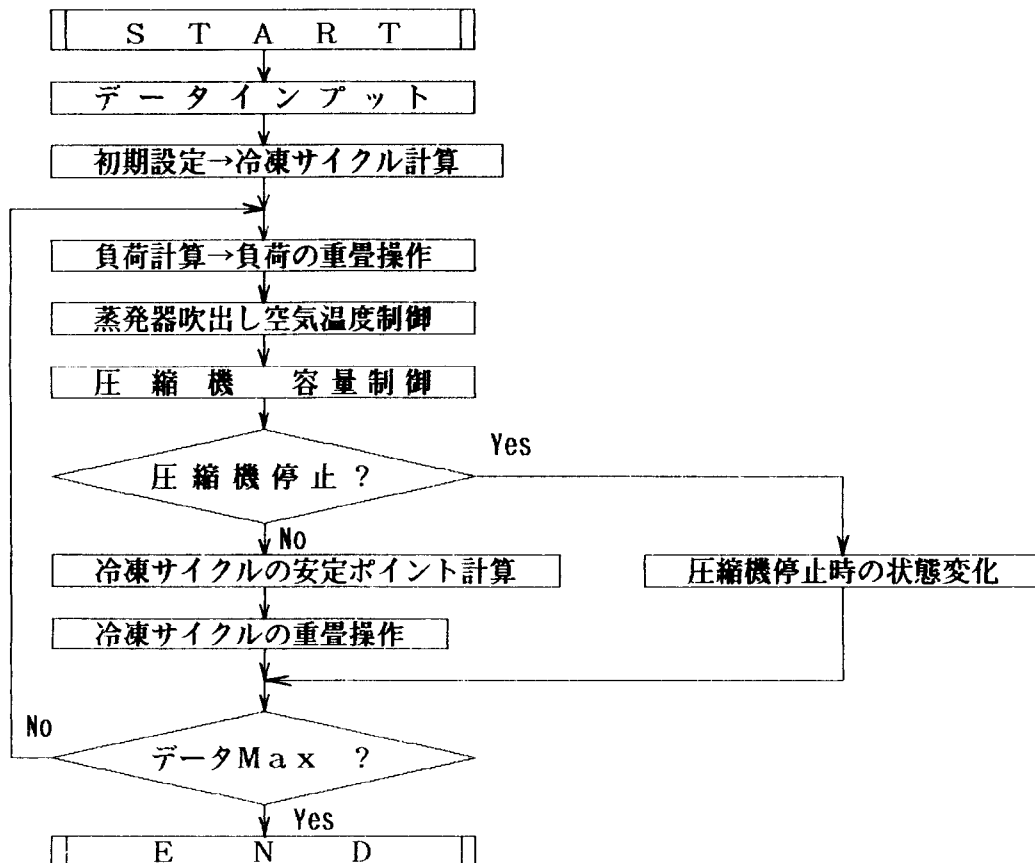 START
データインプット
初期設定→冷凍サイクル計算
負荷計算→負荷の重畳操作
蒸発器吹出し空気温度制御
圧縮機 容量制御
Yes
圧縮機停止?
No
冷凍サイクルの安定ポイント計算
圧縮機停止時の状態変化
冷凍サイクルの重畳操作
No
データMax ?
Yes
END